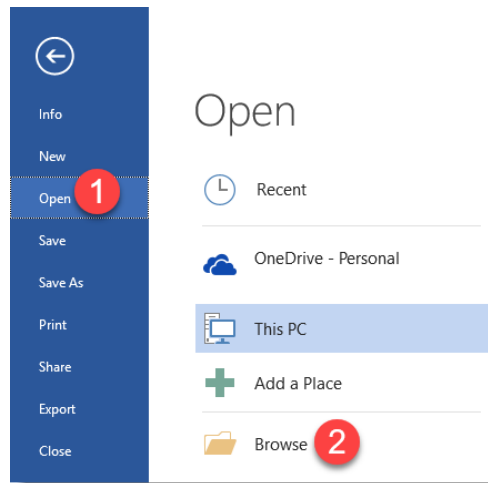 Info
New
Open 1
Save
Save As
Print
Share
Export
Close
Open
Recent
OneDrive - Personal
This PC
Add a Place
Browse 2